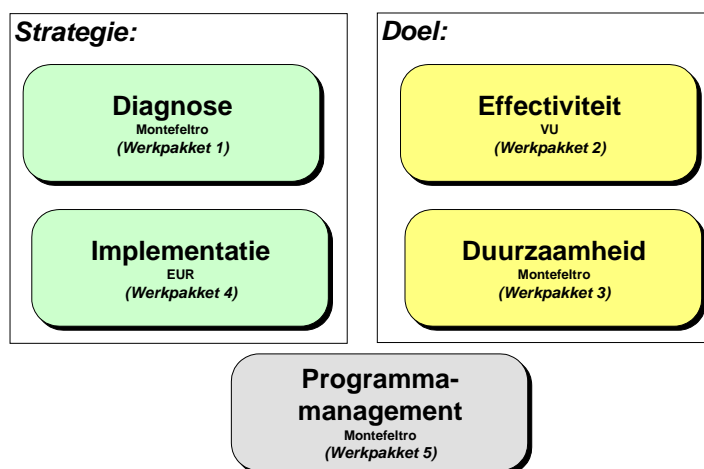 Strategie:
Diagnose
Montefeltro
(Werkpakket 1)
Implementatie
EUR
(Werkpakket 4)
Doel:
Effectiviteit
VU
(Werkpakket 2)
Duurzaamheid
Montefeltro
(Werkpakket 3)
Programma-
management
Montefeltro
(Werkpakket 5)